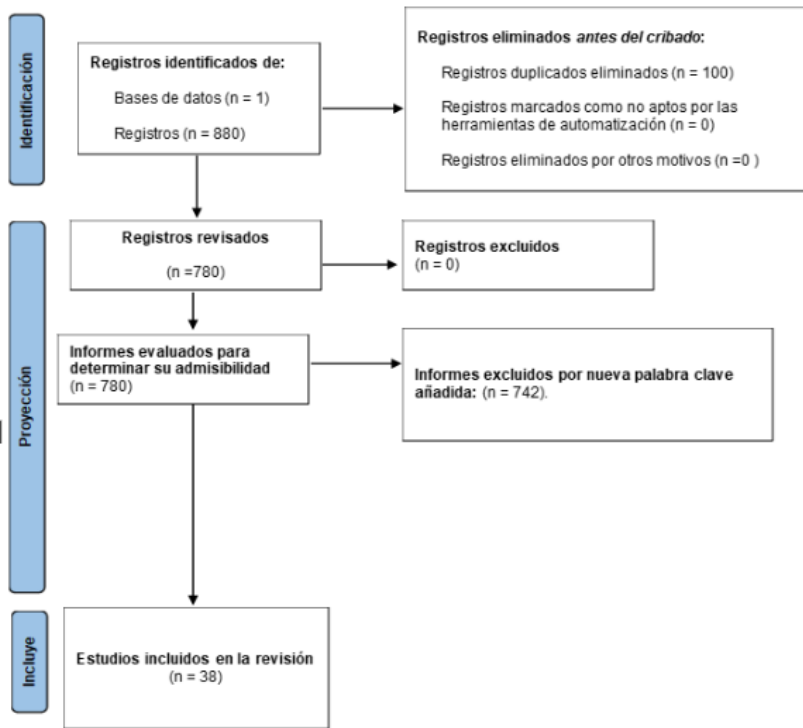 Identificación
Registros identificados de:
Bases de datos (n = 1)
Registros (n = 880)
Registros eliminados antes del cribado:
Registros duplicados eliminados (n = 100)
Registros marcados como no aptos por las
herramientas de automatización (n = 0)
Registros eliminados por otros motivos (n =0 )
Proyección
Registros revisados
(n =780)
Registros excluidos
(n = 0)
Informes evaluados para
determinar su admisibilidad
(n = 780)
Informes excluidos por nueva palabra clave
añadida: (n = 742).
Incluye
Estudios incluidos en la revisión
(n = 38)